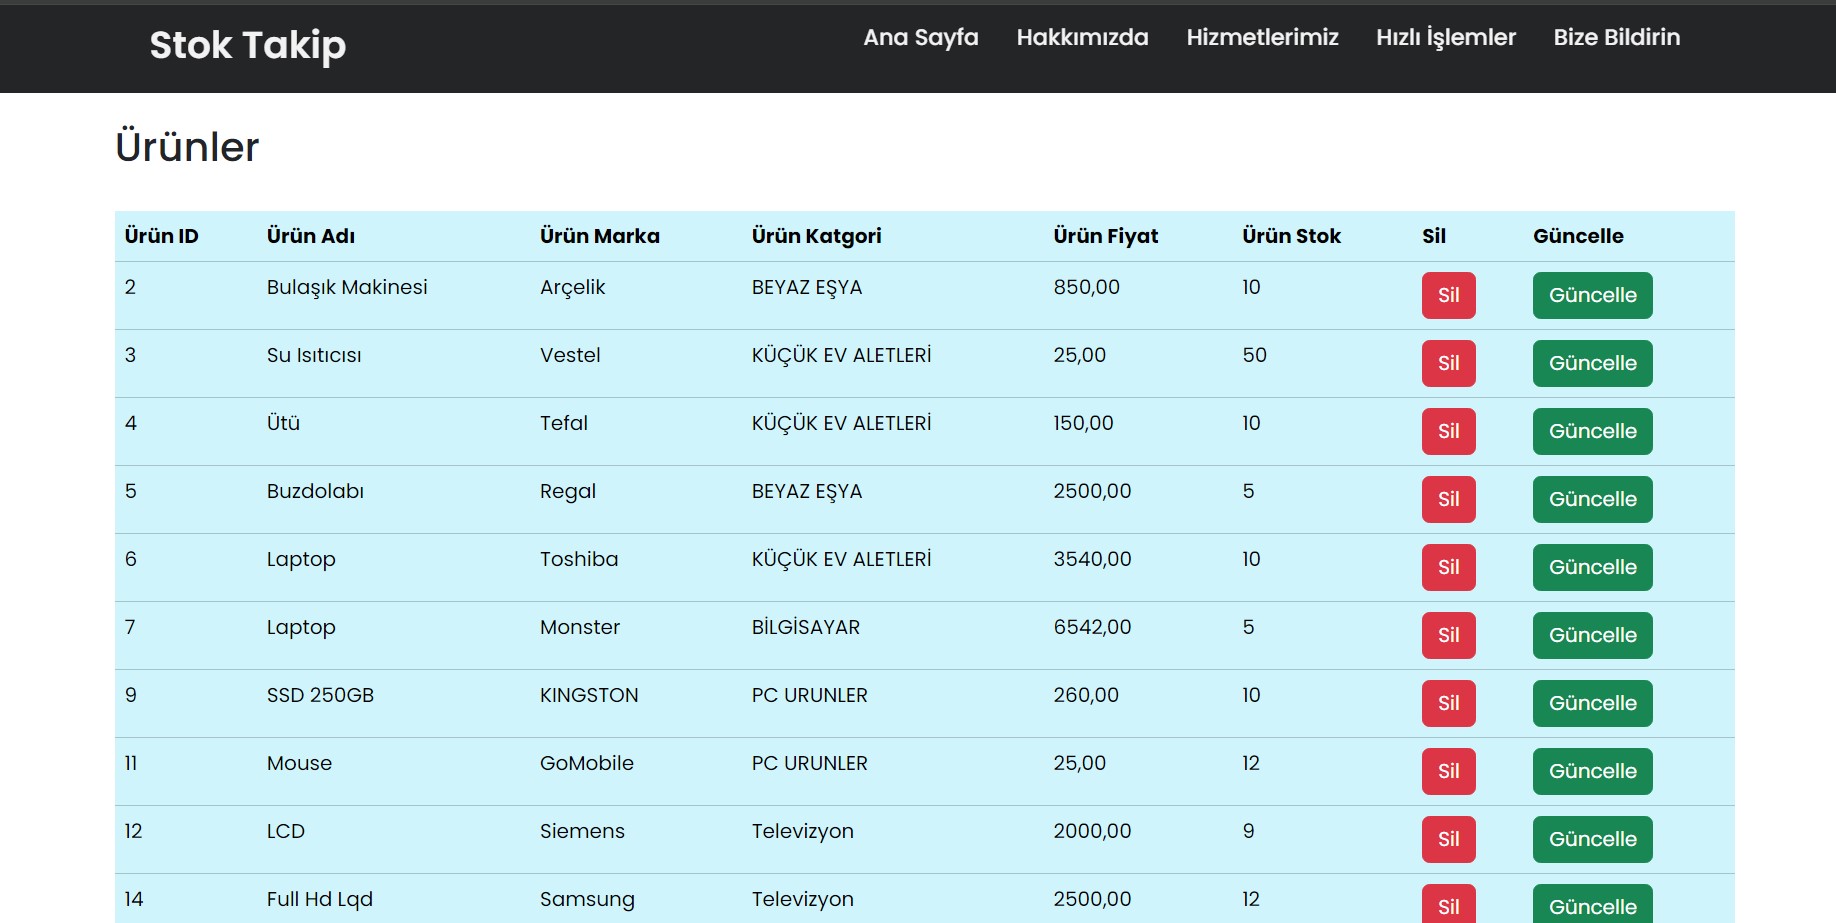 Stok Takip Ana Sayfa Hakkımızda Hizmetlerimiz Hızlı İşlemler Bize Bildirin
Ürünler
Ürün ID Ürün Adı Ürün Marka Ürün Katgori Ürün Fiyat Ürün Stok Sil Güncelle
2 Bulaşık Makinesi Arçelik BEYAZ EŞYA 850,00 10 Sil Güncelle
3 Su Isıtıcısı Vestel KÜÇÜK EV ALETLERİ 25,00 50 Sil Güncelle
4 Ütü Tefal KÜÇÜK EV ALETLERİ 150,00 10 Sil Güncelle
5 Buzdolabı Regal BEYAZ EŞYA 2500,00 5 Sil Güncelle
6 Laptop Toshiba KÜÇÜK EV ALETLERİ 3540,00 10 Sil Güncelle
7 Laptop Monster BİLGİSAYAR 6542,00 5 Sil Güncelle
9 SSD 250GB KINGSTON PC URUNLER 260,00 10 Sil Güncelle
11 Mouse GoMobile PC URUNLER 25,00 12 Sil Güncelle
12 LCD Siemens Televizyon 2000,00 9 Sil Güncelle
14 Full Hd Lqd Samsung Televizyon 2500,00 12 Sil Güncelle